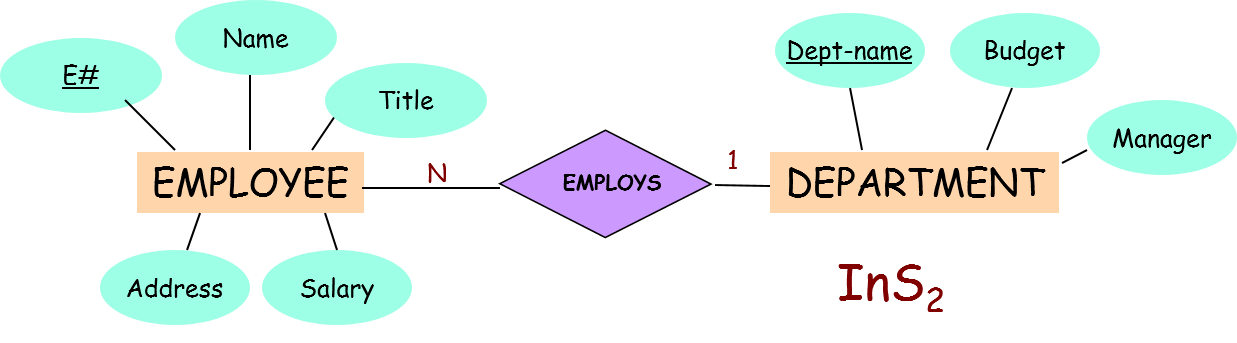 Name
E#
Title
Dept-name
Budget
Manager
EMPLOYEE
N
EMPLOYS
1
DEPARTMENT
Address
Salary
InS2